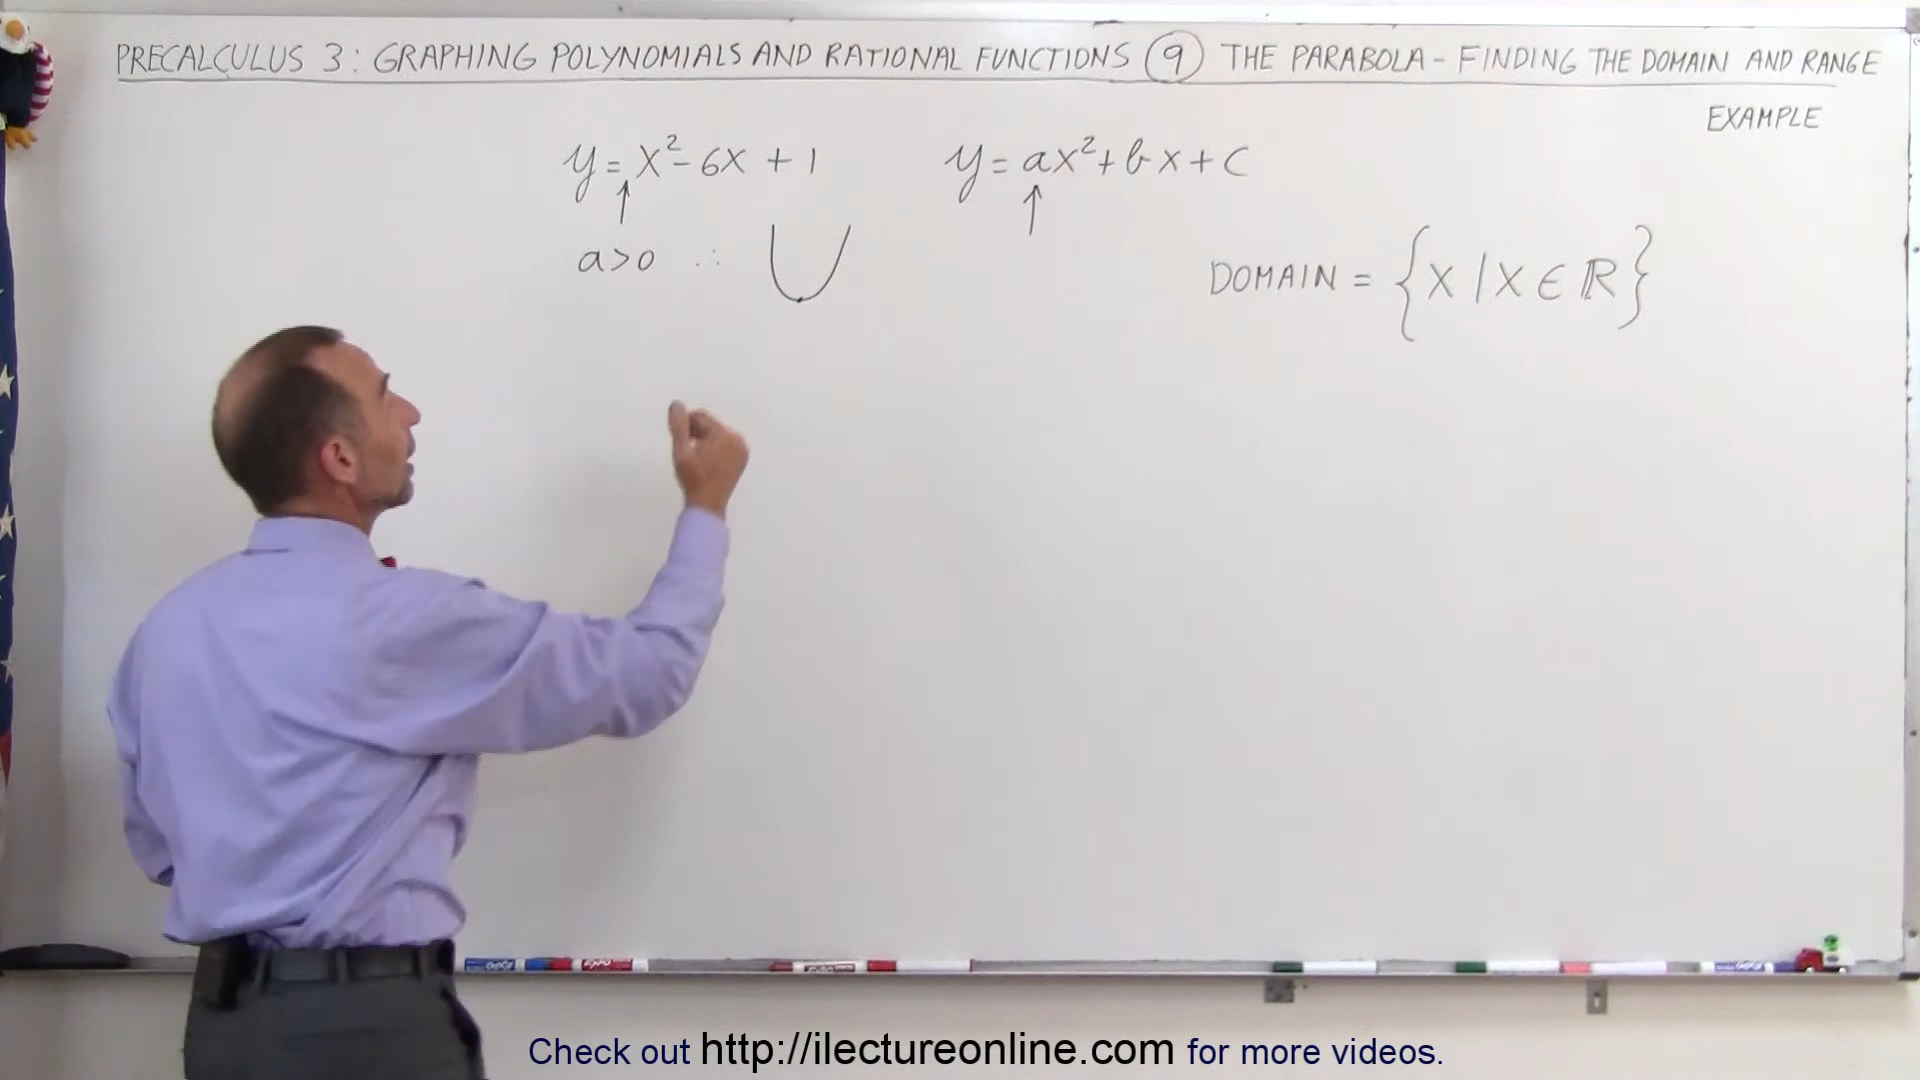 PRECALCULUS 3: GRAPHING POLYNOMIALS AND RATIONAL FUNCTIONS 9 THE PARABOLA - FINDING THE DOMAIN AND RANGE
EXAMPLE
y = x² - 6x + 1
y = ax² + bx + c
a > 0 ∴
DOMAIN = {x / x ∈ ℝ}
Check out http://ilectureonline.com for more videos.